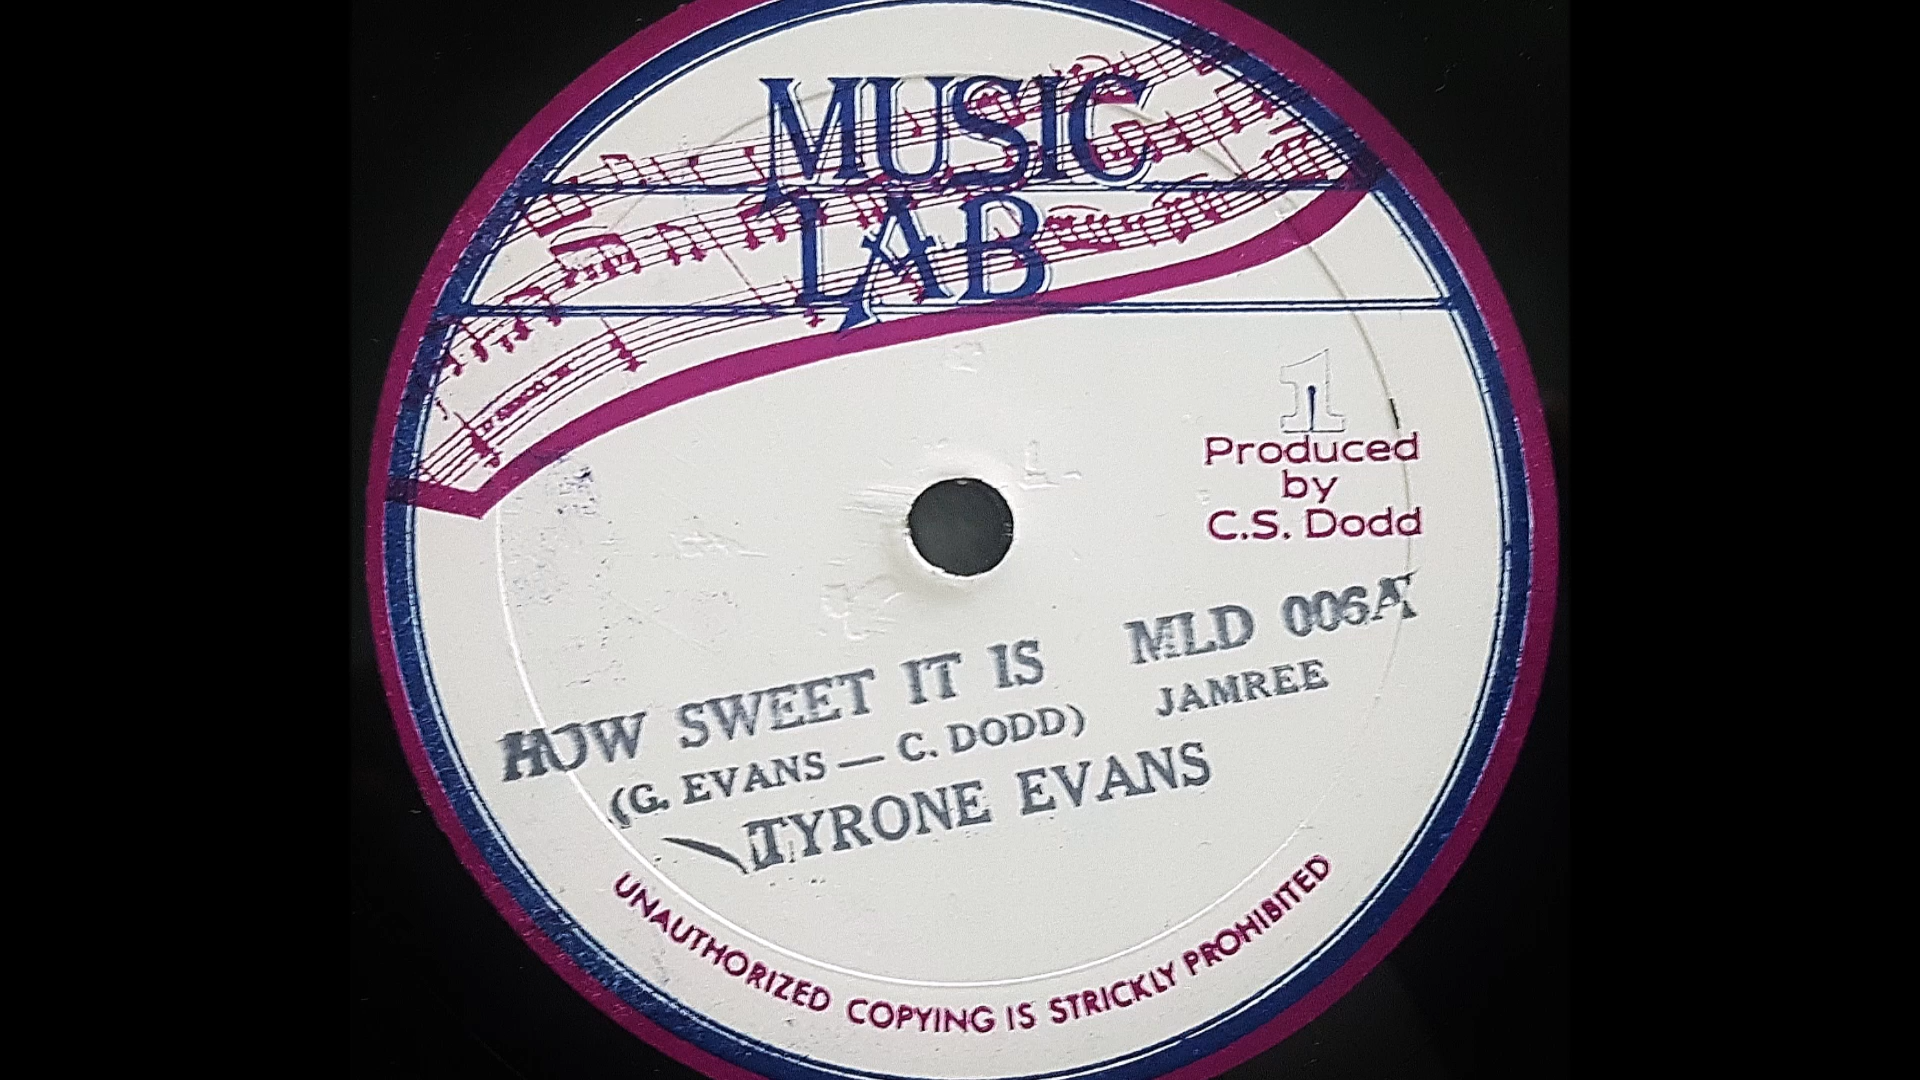 MUSIC
LAB
1
Produced
by
C.S. Dodd
HOW SWEET IT IS MLD 006A
(G. EVANS — C. DODD) JAMREE
TYRONE EVANS
UNAUTHORIZED COPYING IS STRICKLY PROHIBITED